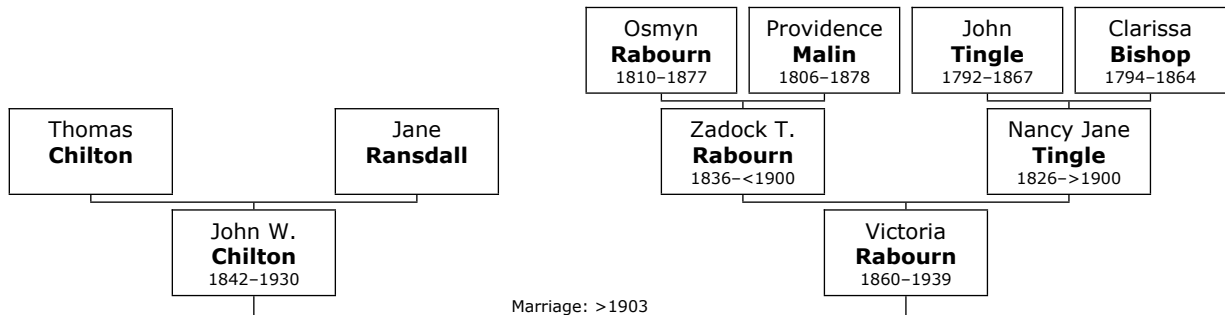 Osmyn
Rabourn
1810–1877
Providence
Malin
1806–1878
John
Tingle
1792–1867
Clarissa
Bishop
1794–1864
Thomas
Chilton
Jane
Ransdall
Zadock T.
Rabourn
1836–<1900
Nancy Jane
Tingle
1826–>1900
John W.
Chilton
1842–1930
Victoria
Rabourn
1860–1939
Marriage: >1903